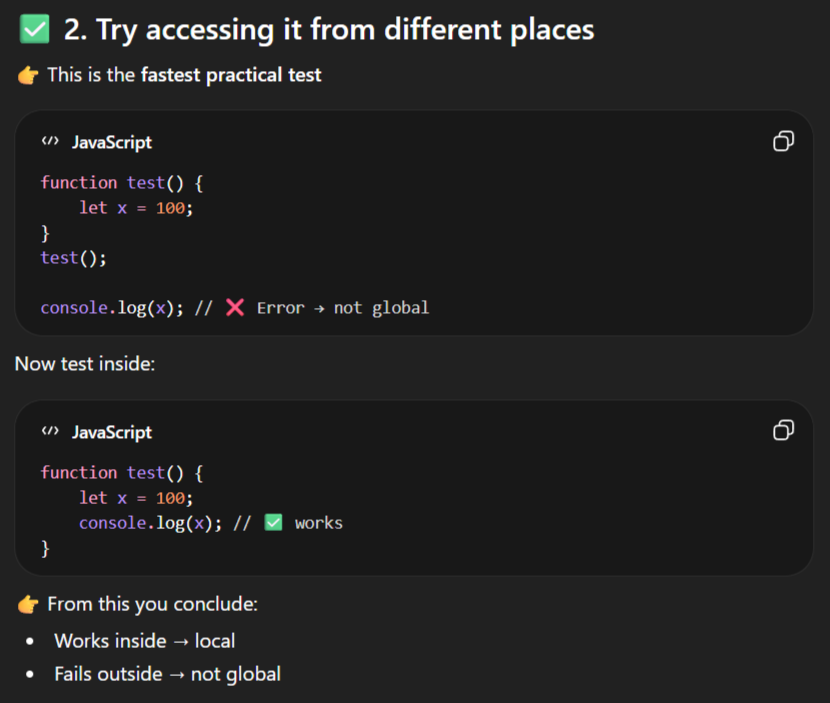 ✅ 2. Try accessing it from different places
👉 This is the fastest practical test
</> JavaScript
function test() {
    let x = 100;
}
test();

console.log(x); // ❌ Error → not global
Now test inside:
</> JavaScript
function test() {
    let x = 100;
    console.log(x); // ✅ works
}
👉 From this you conclude:
• Works inside → local
• Fails outside → not global